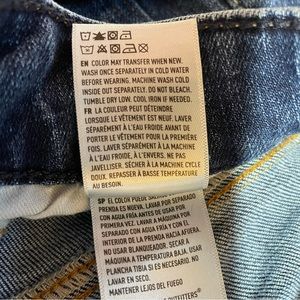 EN COLOR MAY TRANSFER WHEN NEW.
WASH ONCE SEPARATELY IN COLD WATER
BEFORE WEARING. MACHINE WASH COLD
INSIDE OUT SEPARATELY. DO NOT BLEACH.
TUMBLE DRY LOW. COOL IRON IF NEEDED.
FR LA COULEUR PEUT DÉTEINDRE
LORSQUE LE VÊTEMENT EST NEUF. LAVER
SÉPARÉMENT À L'EAU FROIDE AVANT DE
PORTER LE VÊTEMENT POUR LA PREMIÈRE
FOIS. LAVER SÉPARÉMENT À LA MACHINE
À L'EAU FROIDE, À L'ENVERS. NE PAS
JAVELLISER. SÉCHER À LA MACHINE CYCLE
DOUX. REPASSER À BASSE TEMPÉRATURE
AU BESOIN.
SP EL COLOR PUEDE
PRENDA ES NUEVA. LAVAR POR SEPARADO
CON AGUA FRÍA ANTES DE USAR POR
PRIMERA VEZ. LAVAR A MÁQUINA POR
SEPARADO CON AGUA FRÍA, CON EL
INTERIOR DE LA PRENDA HACIA AFUERA.
NO USAR BLANQUEADOR. SECAR A
MÁQUINA A BAJA TEMPERATURA.
PLANCHA TIBIA SI ES NECESARIO.
NO LAVAR EN SECO.
MANTENER LEJOS DEL FUEGO
OUTFITTERS